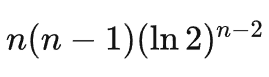 n(n − 1)(ln 2)ⁿ⁻²